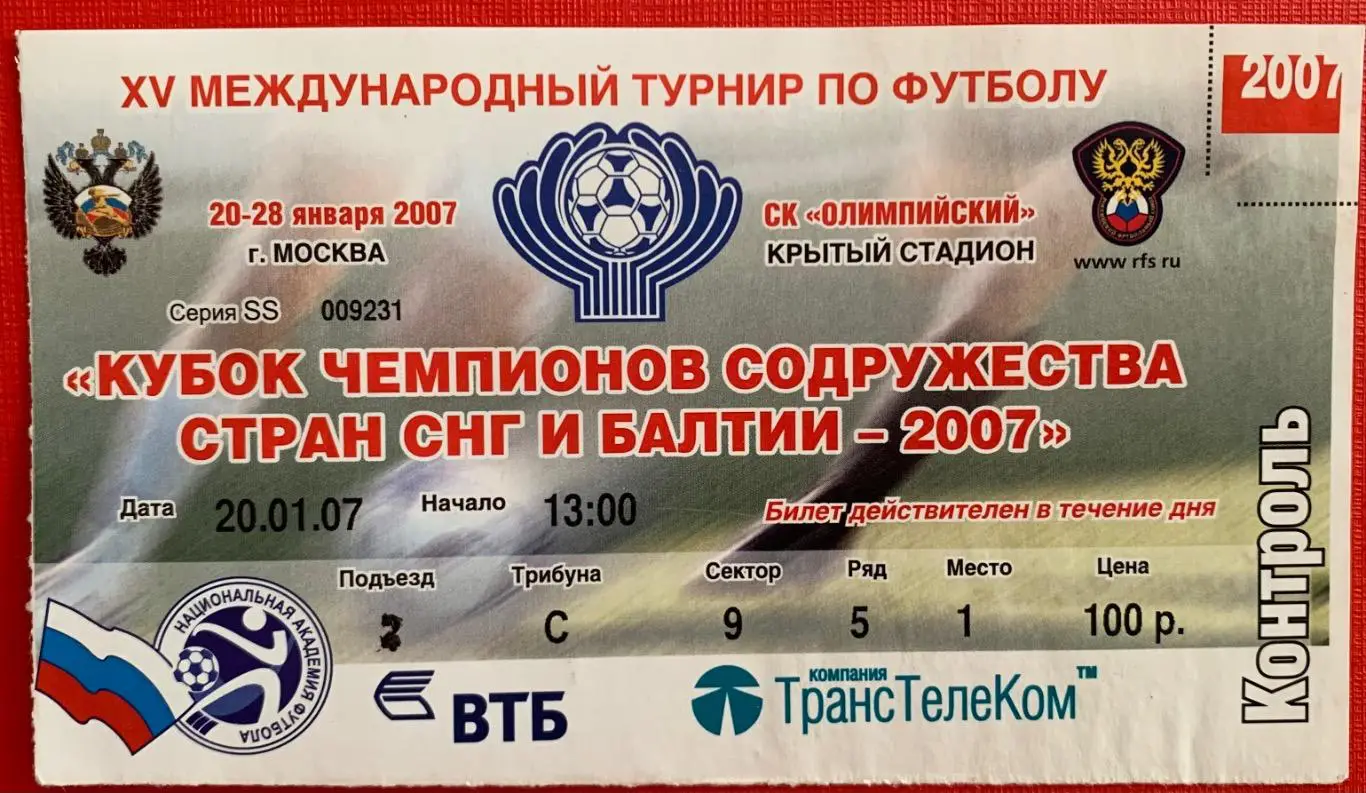 XV МЕЖДУНАРОДНЫЙ ТУРНИР ПО ФУТБОЛУ
2007
20-28 января 2007
г. МОСКВА
СК «ОЛИМПИЙСКИЙ»
КРЫТЫЙ СТАДИОН
www rfs ru
Серия SS 009231
«КУБОК ЧЕМПИОНОВ СОДРУЖЕСТВА
СТРАН СНГ И БАЛТИИ – 2007»
Дата 20.01.07 Начало 13:00
Билет действителен в течение дня
Подъезд Трибуна Сектор Ряд Место Цена
2 С 9 5 1 100 р.
Контроль
НАЦИОНАЛЬНАЯ АКАДЕМИЯ ФУТБОЛА
ВТБ
КОМПАНИЯ
ТрансТелеКом™